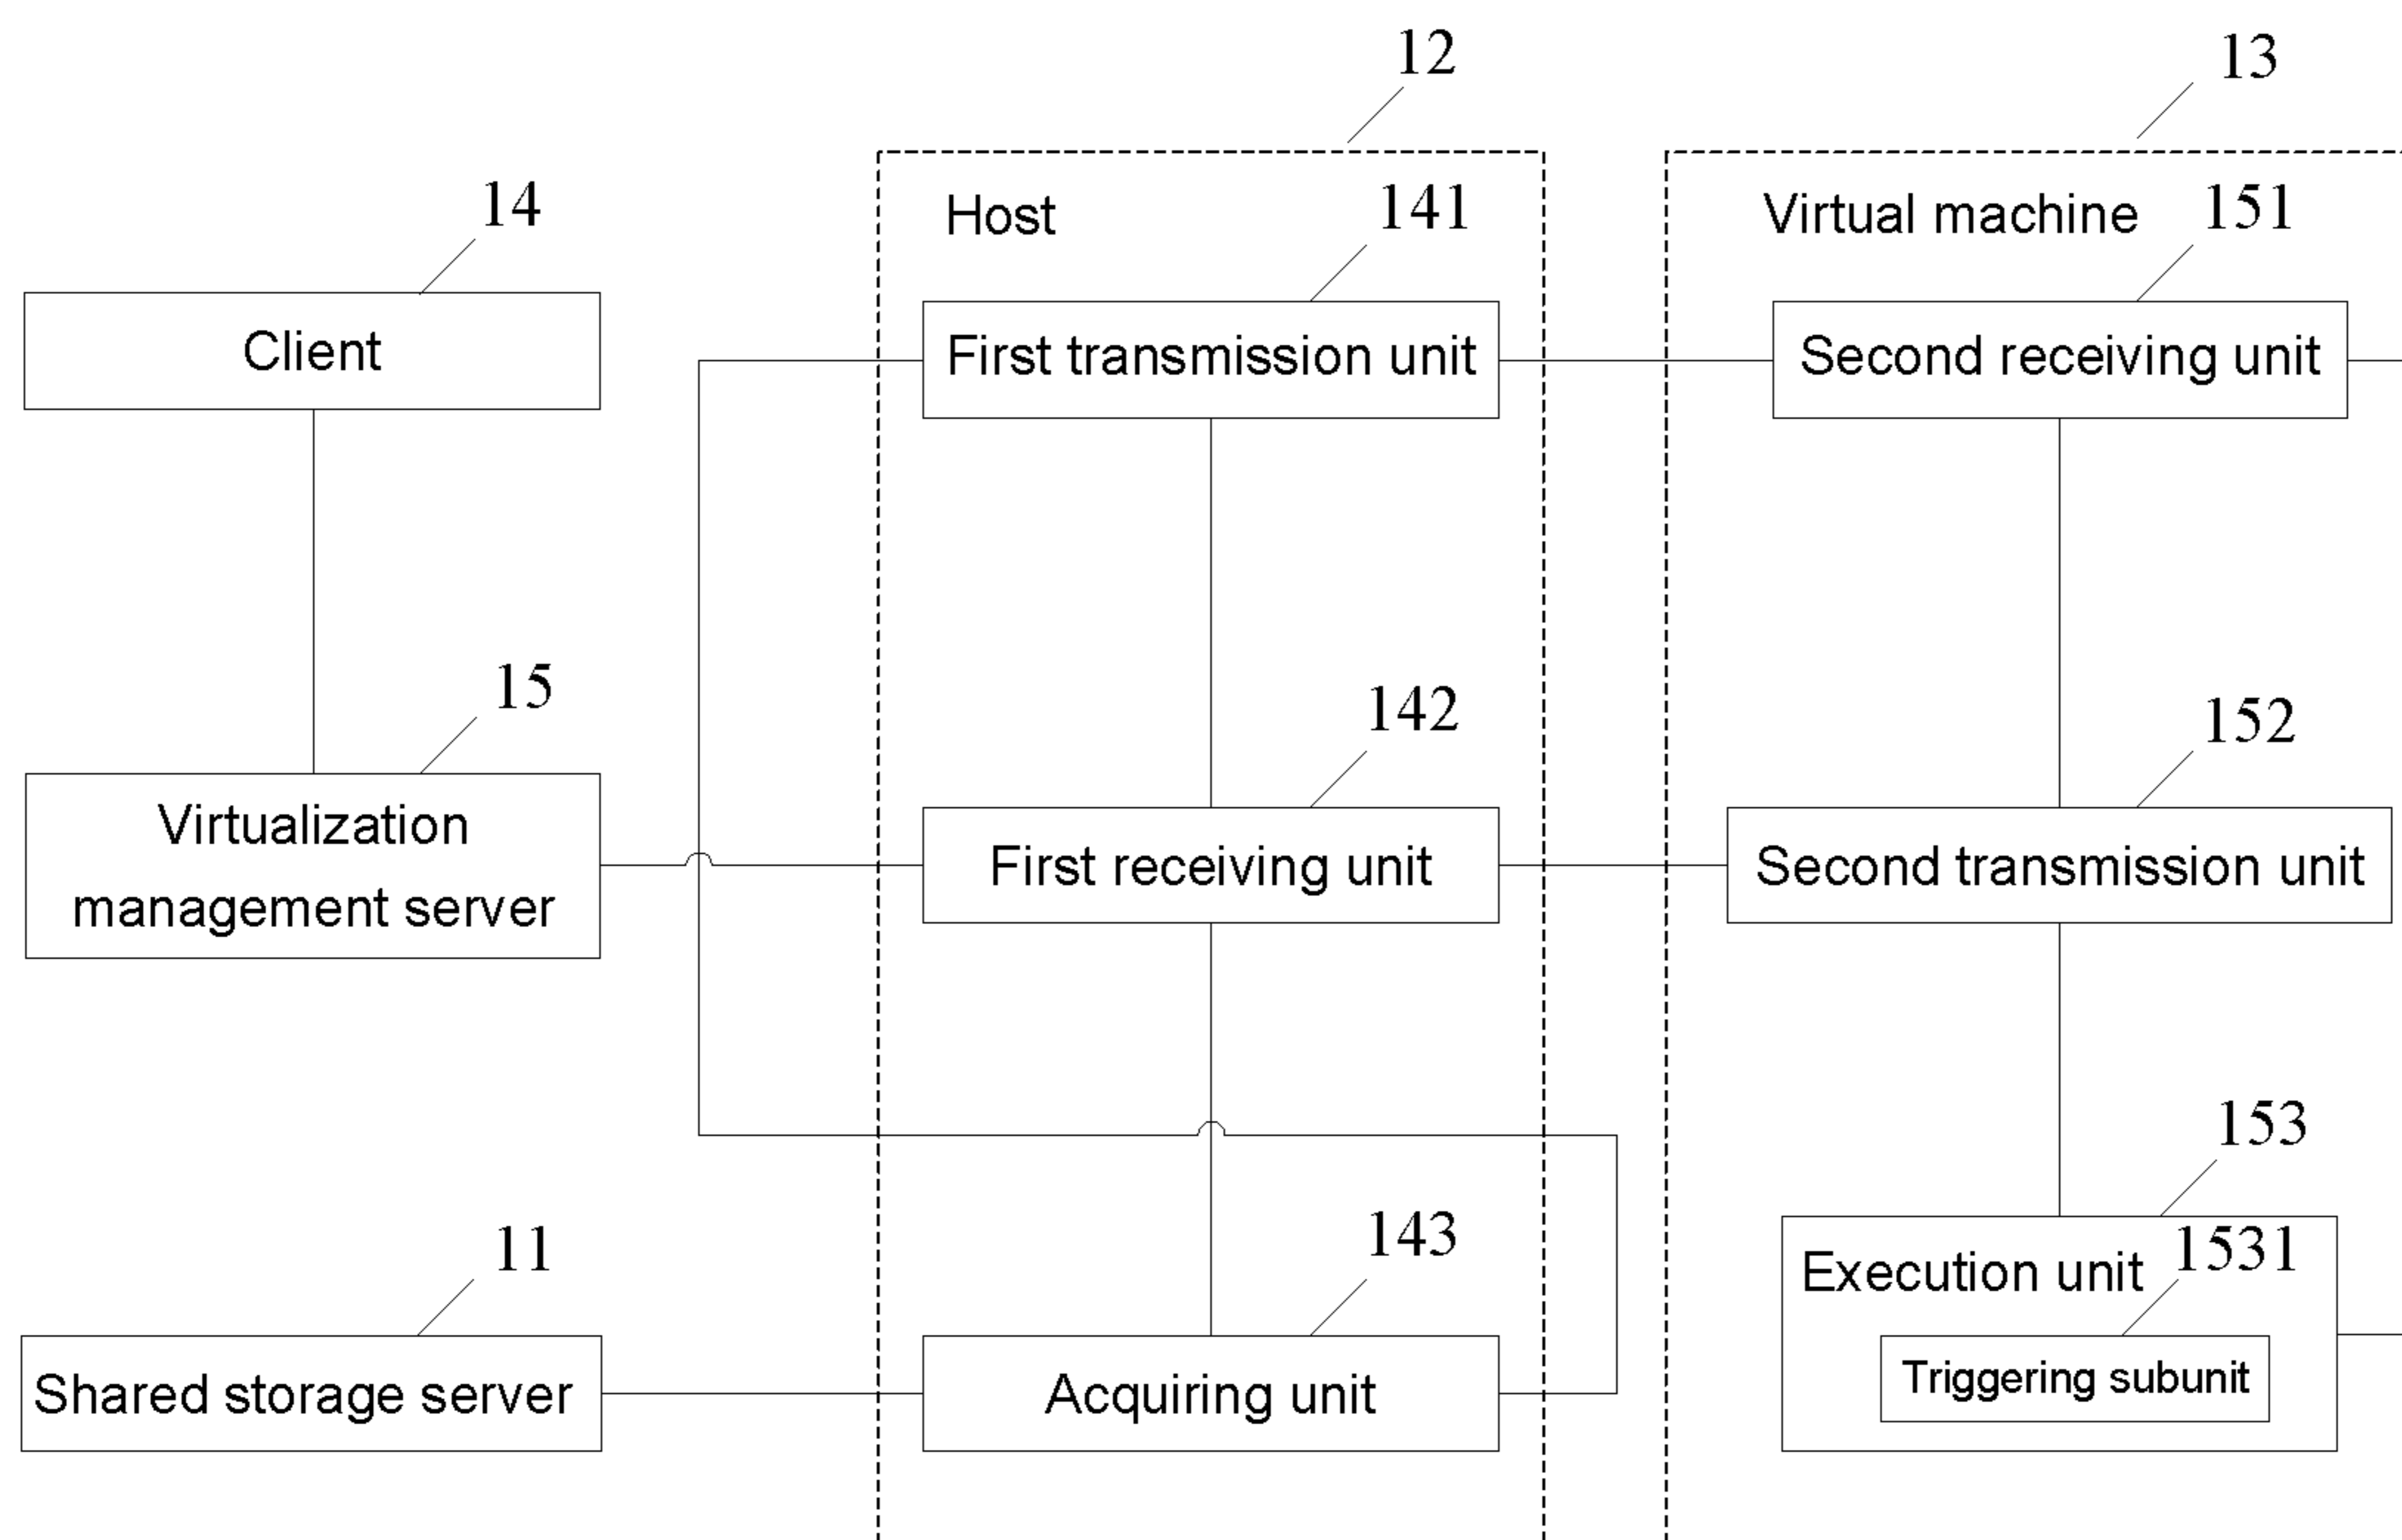 12
13
14
Host
141
Virtual machine
151
Client
First transmission unit
Second receiving unit
15
142
152
Virtualization
management server
First receiving unit
Second transmission unit
153
11
143
Execution unit
1531
Shared storage server
Acquiring unit
Triggering subunit